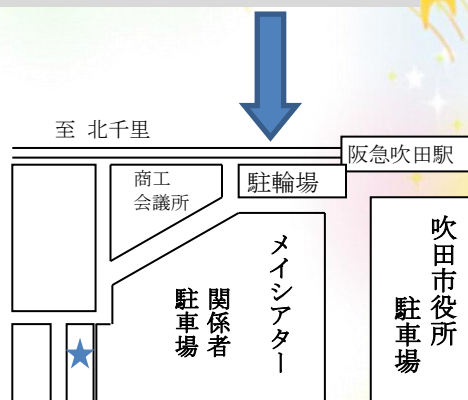 至 北千里
阪急吹田駅
商工
会議所
駐輪場
メイシアター
関係者
駐車場
吹田市役所
駐車場